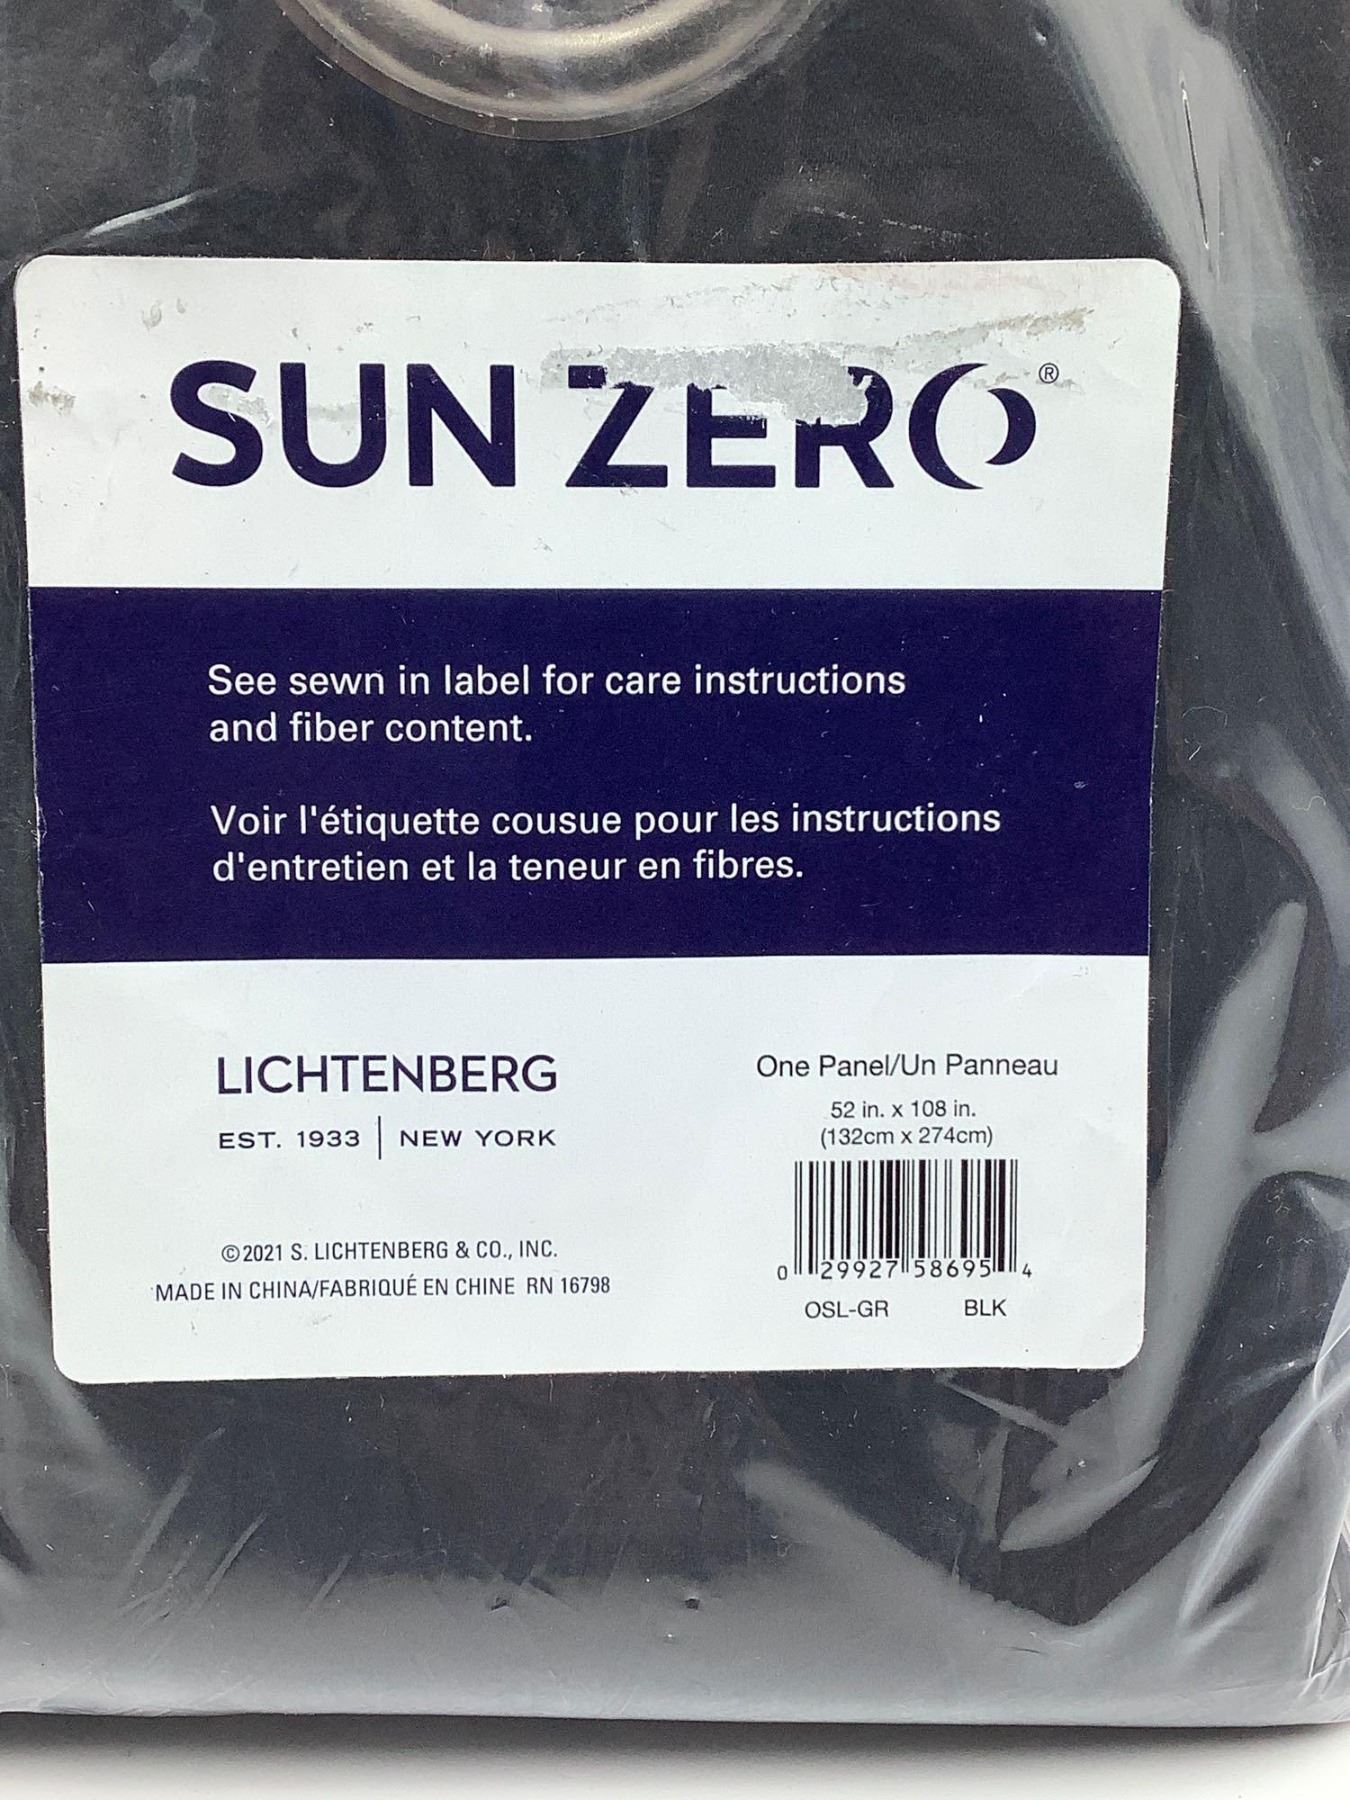 SUN ZERO®
See sewn in label for care instructions
and fiber content.
Voir l'étiquette cousue pour les instructions
d'entretien et la teneur en fibres.
LICHTENBERG
EST. 1933 | NEW YORK
©2021 S. LICHTENBERG & CO., INC.
MADE IN CHINA/FABRIQUÉ EN CHINE RN 16798
One Panel/Un Panneau
52 in. x 108 in.
(132cm x 274cm)
0 29927 58695 4
OSL-GR BLK